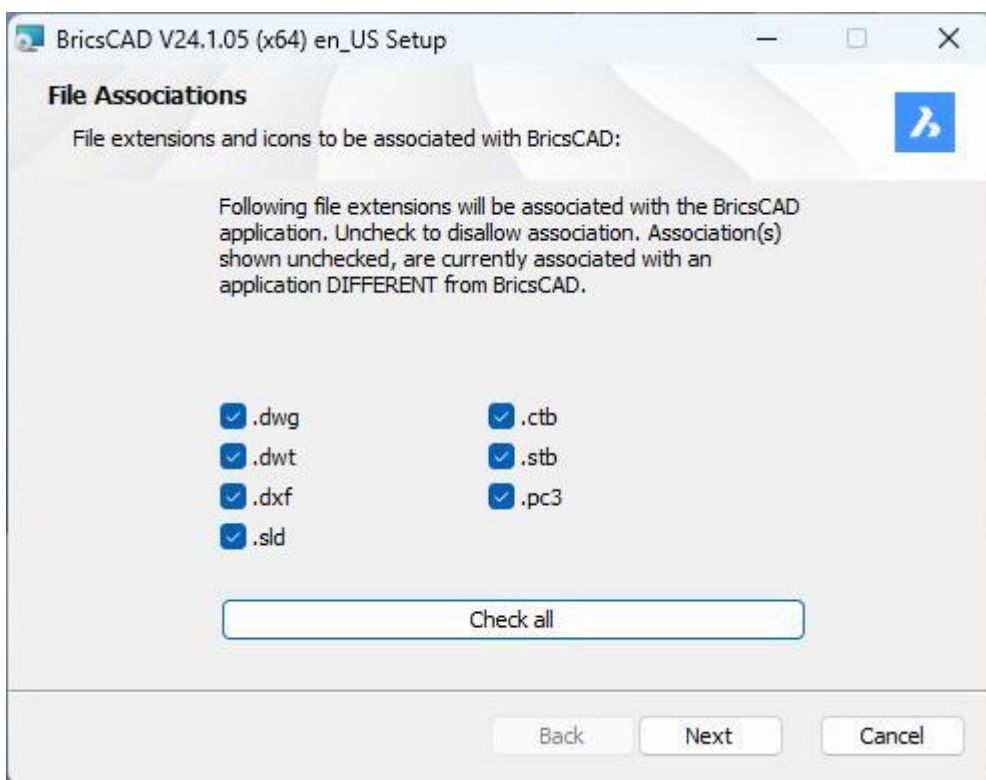 BricsCAD V24.1.05 (x64) en_US Setup
File Associations
File extensions and icons to be associated with BricsCAD:
Following file extensions will be associated with the BricsCAD
application. Uncheck to disallow association. Association(s)
shown unchecked, are currently associated with an
application DIFFERENT from BricsCAD.
.dwg .ctb
.dwt .stb
.dxf .pc3
.sld
Check all
Back Next Cancel